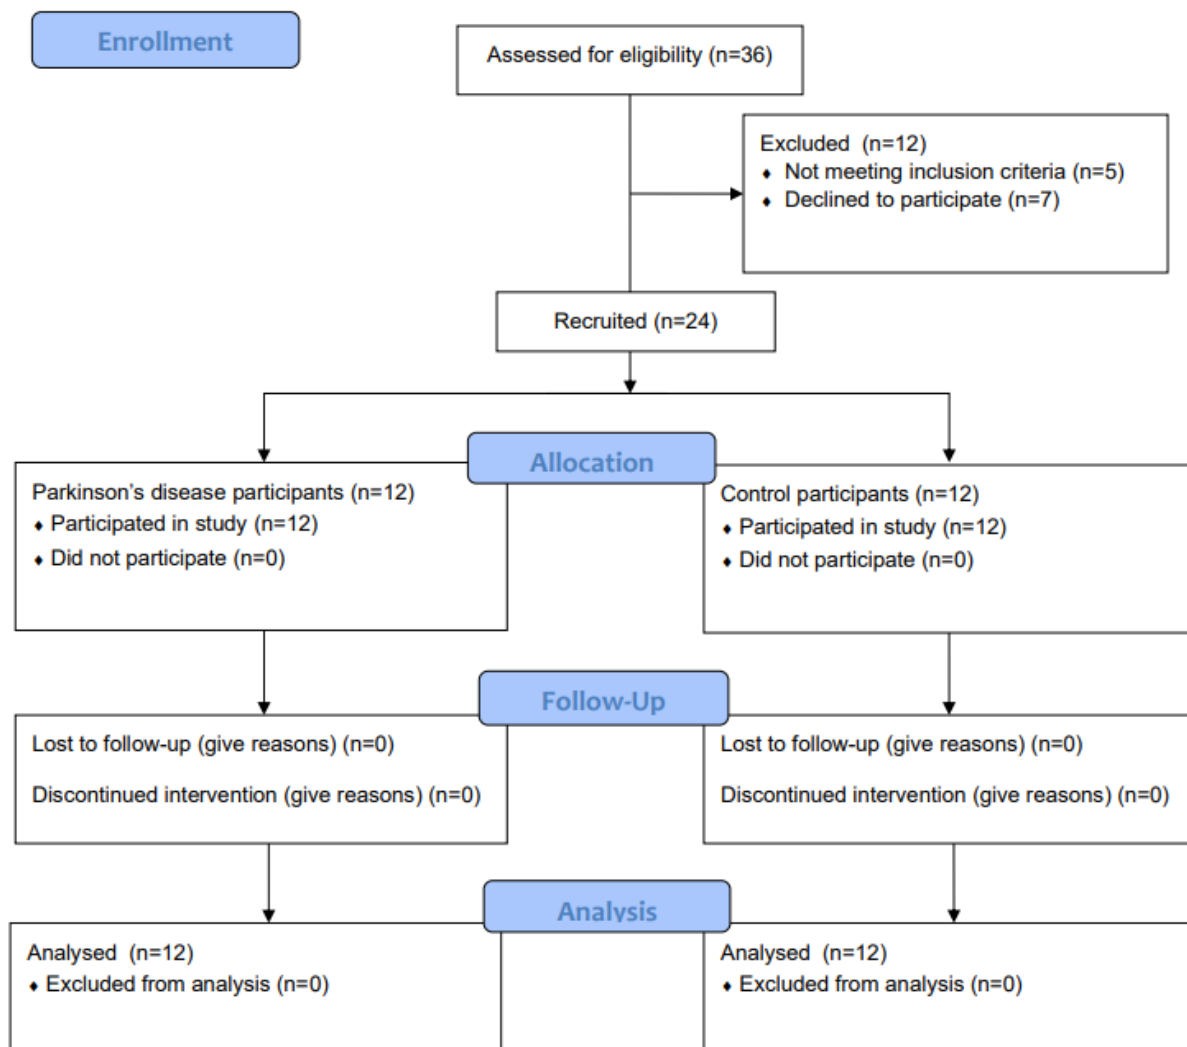 Enrollment
Assessed for eligibility (n=36)
Excluded  (n=12)
♦ Not meeting inclusion criteria (n=5)
♦ Declined to participate (n=7)
Recruited (n=24)
Allocation
Parkinson’s disease participants (n=12)
♦ Participated in study (n=12)
♦ Did not participate (n=0)
Control participants (n=12)
♦ Participated in study (n=12)
♦ Did not participate (n=0)
Follow-Up
Lost to follow-up (give reasons) (n=0)
Discontinued intervention (give reasons) (n=0)
Lost to follow-up (give reasons) (n=0)
Discontinued intervention (give reasons) (n=0)
Analysis
Analysed  (n=12)
♦ Excluded from analysis (n=0)
Analysed  (n=12)
♦ Excluded from analysis (n=0)